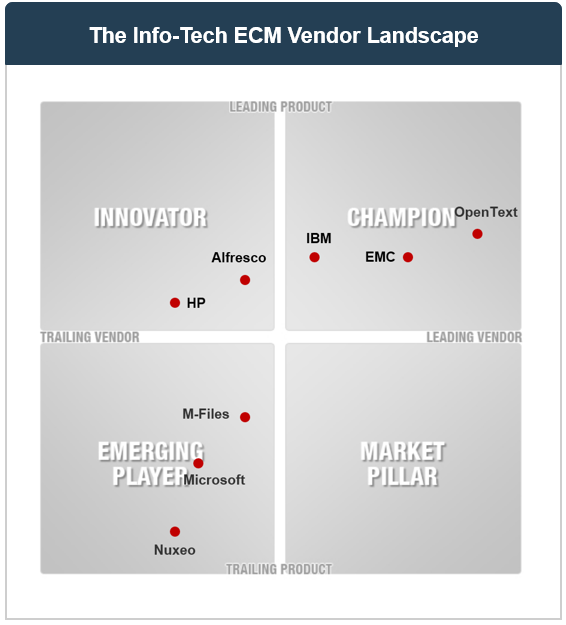 The Info-Tech ECM Vendor Landscape
LEADING PRODUCT
INNOVATOR
CHAMPION
OpenText
IBM
EMC
Alfresco
HP
TRAILING VENDOR
LEADING VENDOR
M-Files
EMERGING
PLAYER
Microsoft
MARKET
PILLAR
Nuxeo
TRAILING PRODUCT